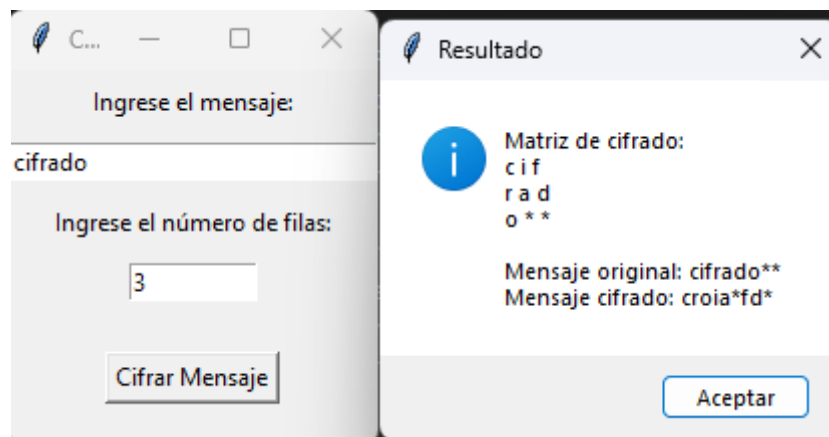 C...
Ingrese el mensaje:
cifrado
Ingrese el número de filas:
3
Cifrar Mensaje
Resultado
Matriz de cifrado:
c i f
r a d
o * *
Mensaje original: cifrado**
Mensaje cifrado: croia*fd*
Aceptar